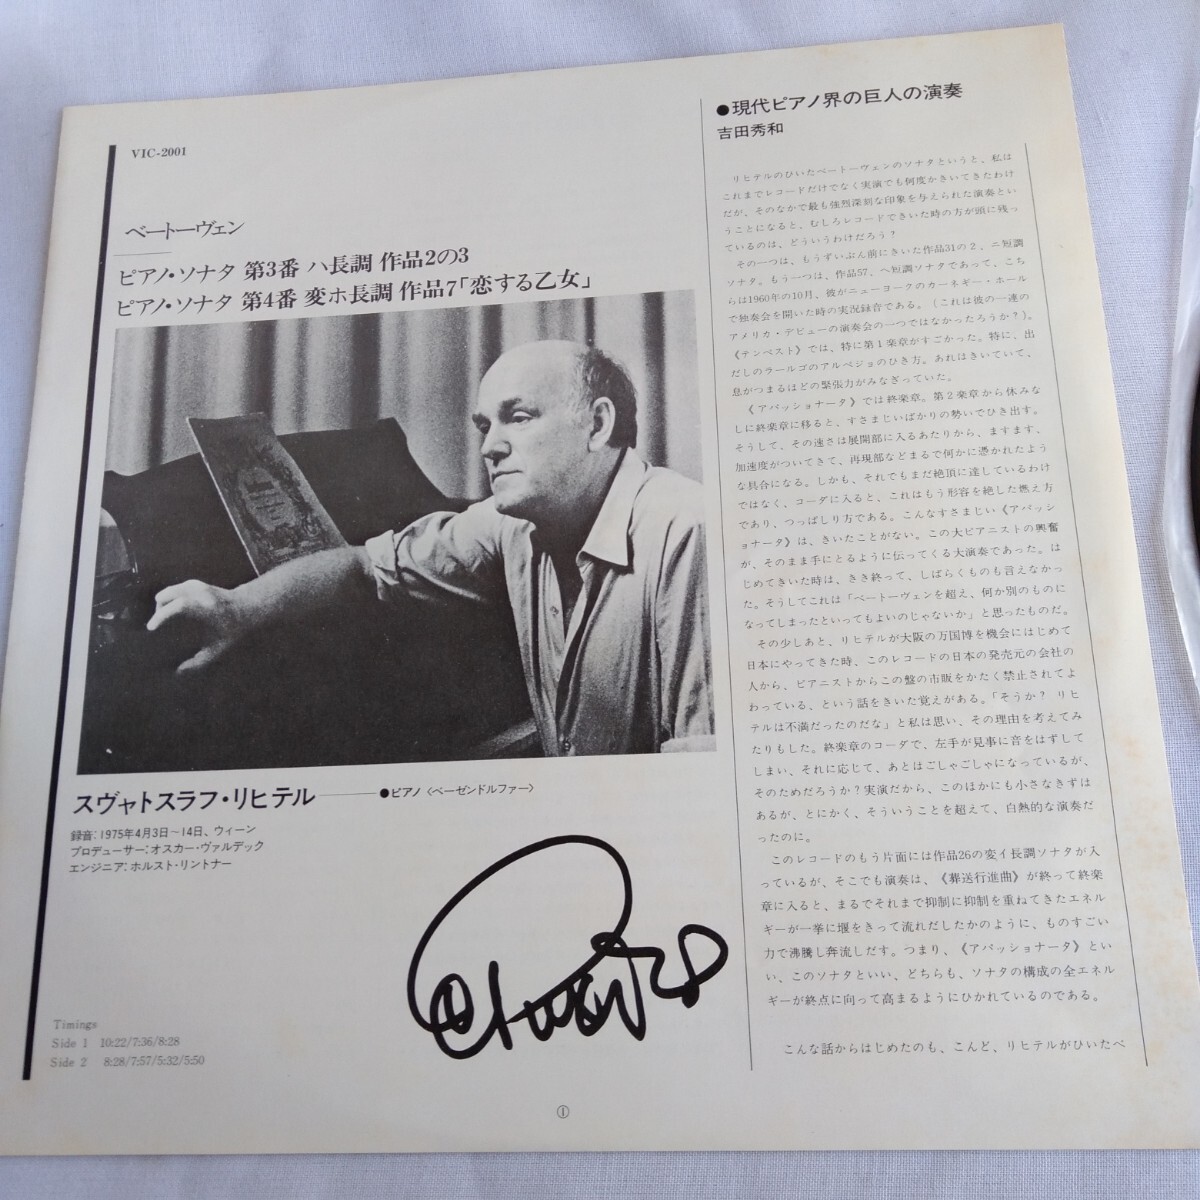 VIC-2001
ベートーヴェン
ピアノ・ソナタ 第3番 ハ長調 作品2の3
ピアノ・ソナタ 第4番 変ホ長調 作品7「恋する乙女」
スヴャトスラフ・リヒテル ●ピアノ〈ベーゼンドルファー〉
録音:1975年4月3日〜14日、ウィーン
プロデューサー:オスカー・ヴァルデック
エンジニア:ホルスト・リントナー
Timings
Side 1 10:22/7:36/8:28
Side 2 8:28/7:57/5:32/5:50
●現代ピアノ界の巨人の演奏
吉田秀和
リヒテルのひいたベートーヴェンのソナタというと、私は
これまでレコードだけでなく実演でも何度かきいてきたわけ
だが、そのなかで最も強烈深刻な印象を与えられた演奏とい
うことになると、むしろレコードできいた時の方が頭に残っ
ているのは、どういうわけだろう?
その一つは、もうずいぶん前にきいた作品31の2、ニ短調
ソナタ。もう一つは、作品57、ヘ短調ソナタであって、こち
らは1960年の10月、彼がニューヨークのカーネギー・ホール
で独奏会を開いた時の実況録音である。(これは彼の一連の
アメリカ・デビューの演奏会の一つではなかったろうか?)。
《テンペスト》では、特に第1楽章がすごかった。特に、出
だしのラールゴのアルペジョのひき方。あれはきいていて、
息がつまるほどの緊張力がみなぎっていた。
《アパッショナータ》では終楽章。第2楽章から休みな
しに終楽章に移ると、すさまじいばかりの勢いでひき出す。
そうして、その速さは展開部に入るあたりから、ますます、
加速度がついてきて、再現部などまるで何かに憑かれたよう
な具合になる。しかも、それでもまだ絶頂に達しているわけ
ではなく、コーダに入ると、これはもう形容を絶した燃え方
であり、つっぱしり方である。こんなすさまじい《アパッシ
ョナータ》は、きいたことがない。この大ピアニストの興奮
が、そのまま手にとるように伝ってくる大演奏であった。は
じめてきいた時は、きき終って、しばらくものも言えなかっ
た。そうしてこれは「ベートーヴェンを超え、何か別のものに
なってしまったといってもよいのじゃないか」と思ったものだ。
その少しあと、リヒテルが大阪の万国博を機会にはじめて
日本にやってきた時、このレコードの日本の発売元の会社の
人から、ピアニストからこの盤の市販をかたく禁止されてよ
わっている、という話をきいた覚えがある。「そうか? リヒ
テルは不満だったのだな」と私は思い、その理由を考えてみ
たりもした。終楽章のコーダで、左手が見事に音をはずして
しまい、それに応じて、あとはごしゃごしゃになっているが、
そのためだろうか?実演だから、このほかにも小さなきずは
あるが、とにかく、そういうことを超えて、白熱的な演奏だ
ったのに。
このレコードのもう片面には作品26の変イ長調ソナタが入
っているが、そこでも演奏は、《葬送行進曲》が終って終楽
章に入ると、まるでそれまで抑制に抑制を重ねてきたエネル
ギーが一挙に堰をきって流れだしたかのように、ものすごい
力で沸騰し奔流しだす。つまり、《アパッショナータ》とい
い、このソナタといい、どちらも、ソナタの構成の全エネル
ギーが終点に向って高まるようにひかれているのである。
こんな話からはじめたのも、こんど、リヒテルがひいたベ
①